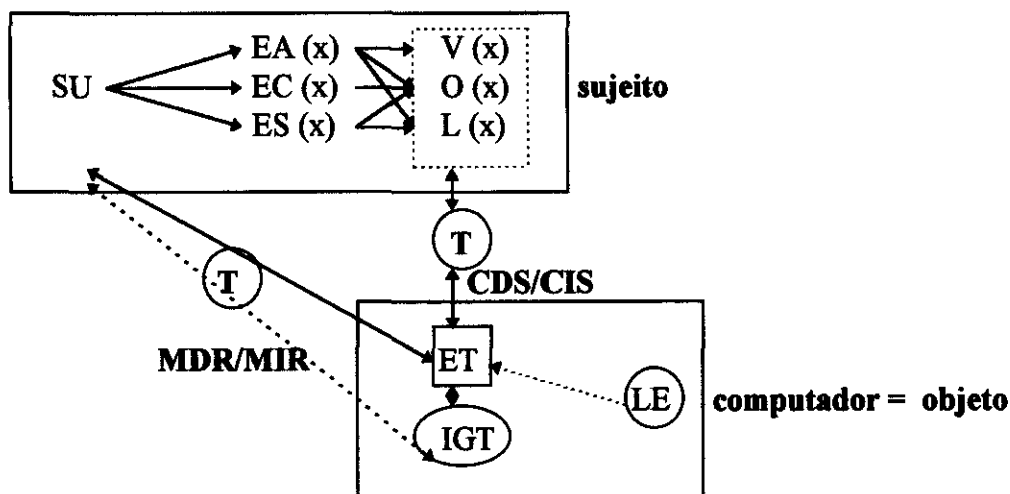 EA (x) V (x)
SU EC (x) O (x) sujeito
ES (x) L (x)
T
T
CDS/CIS
MDR/MIR
ET
LE computador = objeto
IGT